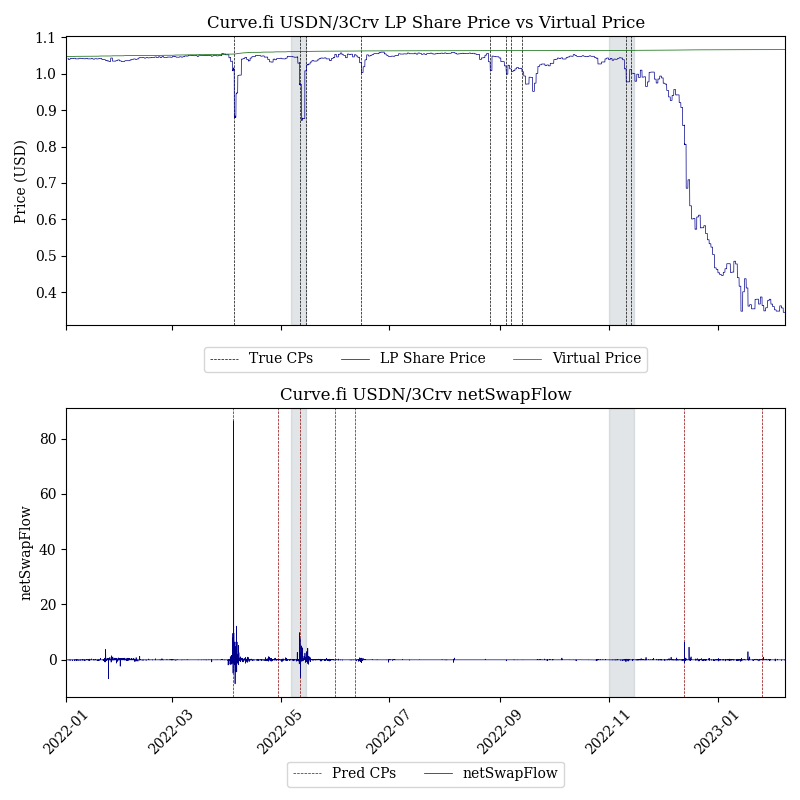 Curve.fi USDN/3Crv LP Share Price vs Virtual Price
1.1
1.0
0.9
0.8
0.7
0.6
0.5
0.4
Price (USD)
True CPs LP Share Price Virtual Price
Curve.fi USDN/3Crv netSwapFlow
80
60
40
20
0
netSwapFlow
2022-01 2022-03 2022-05 2022-07 2022-09 2022-11 2023-01
Pred CPs netSwapFlow